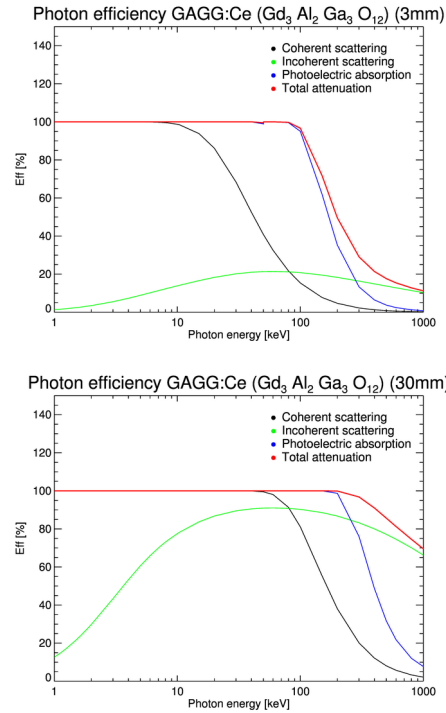 Photon efficiency GAGG:Ce (Gd3 Al2 Ga3 O12) (3mm)
140
120
100
80
60
40
20
0
Eff [%]
Coherent scattering
Incoherent scattering
Photoelectric absorption
Total attenuation
1 10 100 1000
Photon energy [keV]
Photon efficiency GAGG:Ce (Gd3 Al2 Ga3 O12) (30mm)
140
120
100
80
60
40
20
0
Eff [%]
Coherent scattering
Incoherent scattering
Photoelectric absorption
Total attenuation
1 10 100 1000
Photon energy [keV]